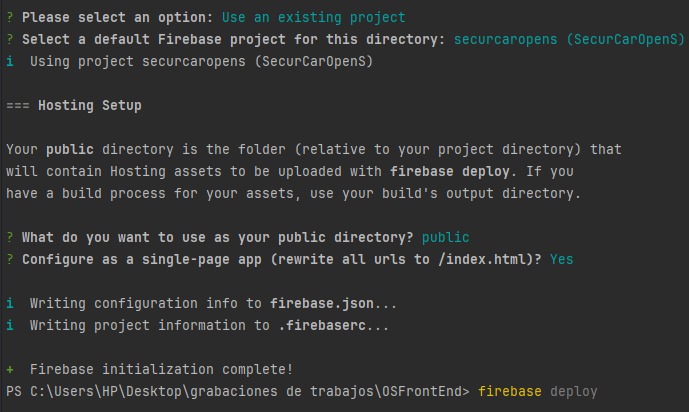 ? Please select an option: Use an existing project
? Select a default Firebase project for this directory: securcaropens (SecurCarOpenS)
i  Using project securcaropens (SecurCarOpenS)
=== Hosting Setup
Your public directory is the folder (relative to your project directory) that
will contain Hosting assets to be uploaded with firebase deploy. If you
have a build process for your assets, use your build's output directory.
? What do you want to use as your public directory? public
? Configure as a single-page app (rewrite all urls to /index.html)? Yes
i  Writing configuration info to firebase.json...
i  Writing project information to .firebaserc...
+  Firebase initialization complete!
PS C:\Users\HP\Desktop\grabaciones de trabajos\OSFrontEnd> firebase deploy